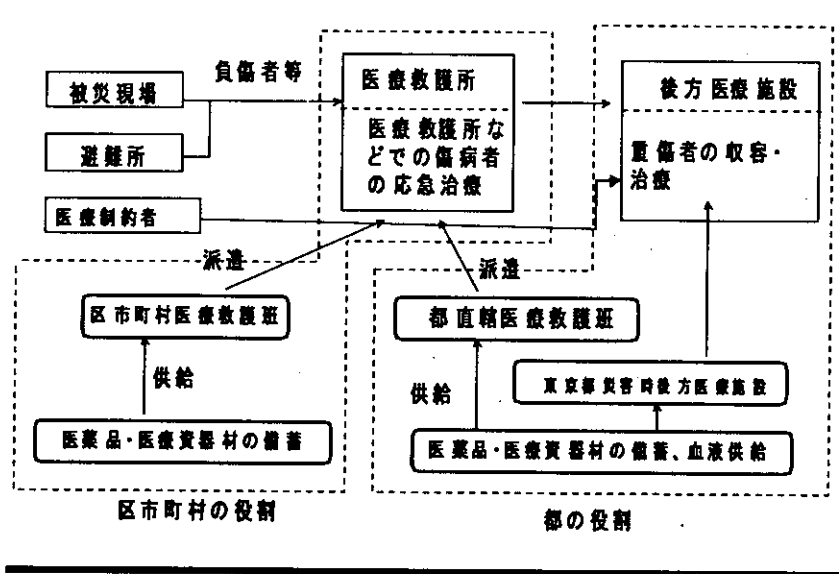 負傷者等
被災現場
避難所
医療制約者
医療救護所
医療救護所な
どでの傷病者
の応急治療
後方医療施設
重傷者の収容・
治療
派遣
派遣
区市町村医療救護班
都直轄医療救護班
供給
供給
東京都災害時後方医療施設
医薬品・医療資器材の備蓄
医薬品・医療資器材の備蓄、血液供給
区市町村の役割
都の役割